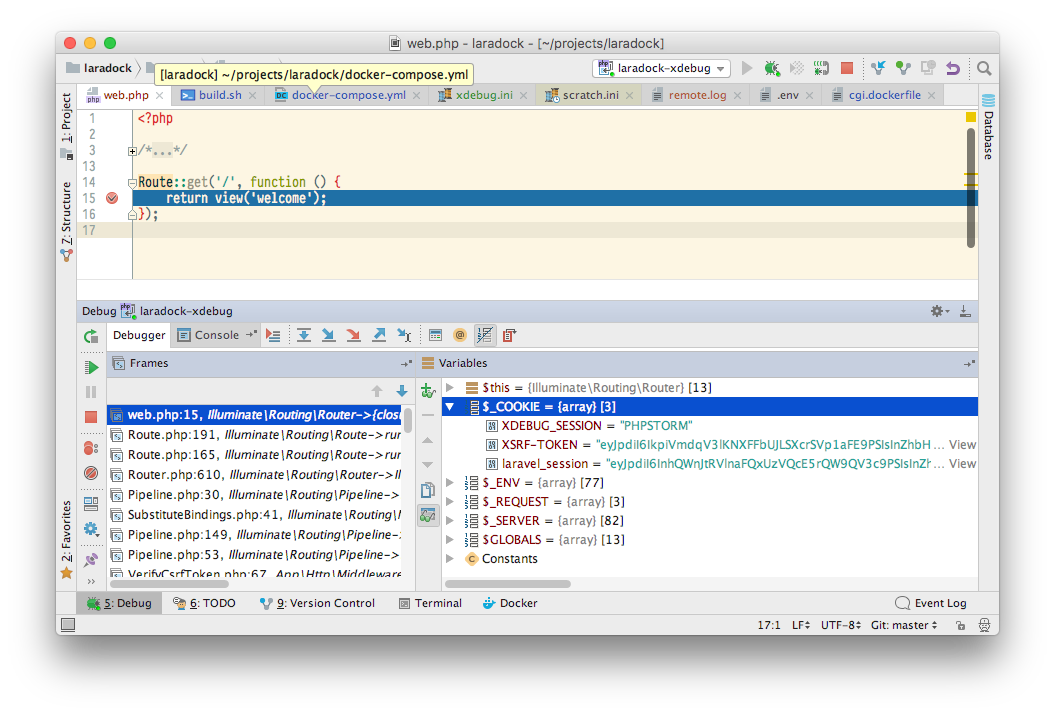 web.php - laradock - [~/projects/laradock]
laradock
[laradock] ~/projects/laradock/docker-compose.yml
laradock-xdebug
web.php
build.sh
docker-compose.yml
xdebug.ini
scratch.ini
remote.log
.env
cgi.dockerfile
1: Project
Z: Structure
2: Favorites
Database
1 <?php
2
3 /*...*/
13
14 Route::get('/', function () {
15 return view('welcome');
16 });
17
Debug laradock-xdebug
Debugger
Console
Frames
web.php:15, Illuminate\Routing\Router->{clos
Route.php:191, Illuminate\Routing\Route->rur
Route.php:165, Illuminate\Routing\Route->rur
Router.php:610, Illuminate\Routing\Router->Il
Pipeline.php:30, Illuminate\Routing\Pipeline->
SubstituteBindings.php:41, Illuminate\Routing
Pipeline.php:149, Illuminate\Routing\Pipeline-
Pipeline.php:53, Illuminate\Routing\Pipeline->
VerifyCsrfToken.php:67, App\Http\Middleware
Variables
$this = {Illuminate\Routing\Router} [13]
$_COOKIE = {array} [3]
XDEBUG_SESSION = "PHPSTORM"
XSRF-TOKEN = … View
laravel_session = … View
$_ENV = {array} [77]
$_REQUEST = {array} [3]
$_SERVER = {array} [82]
$GLOBALS = {array} [13]
Constants
5: Debug
6: TODO
9: Version Control
Terminal
Docker
Event Log
17:1 LF UTF-8 Git: master